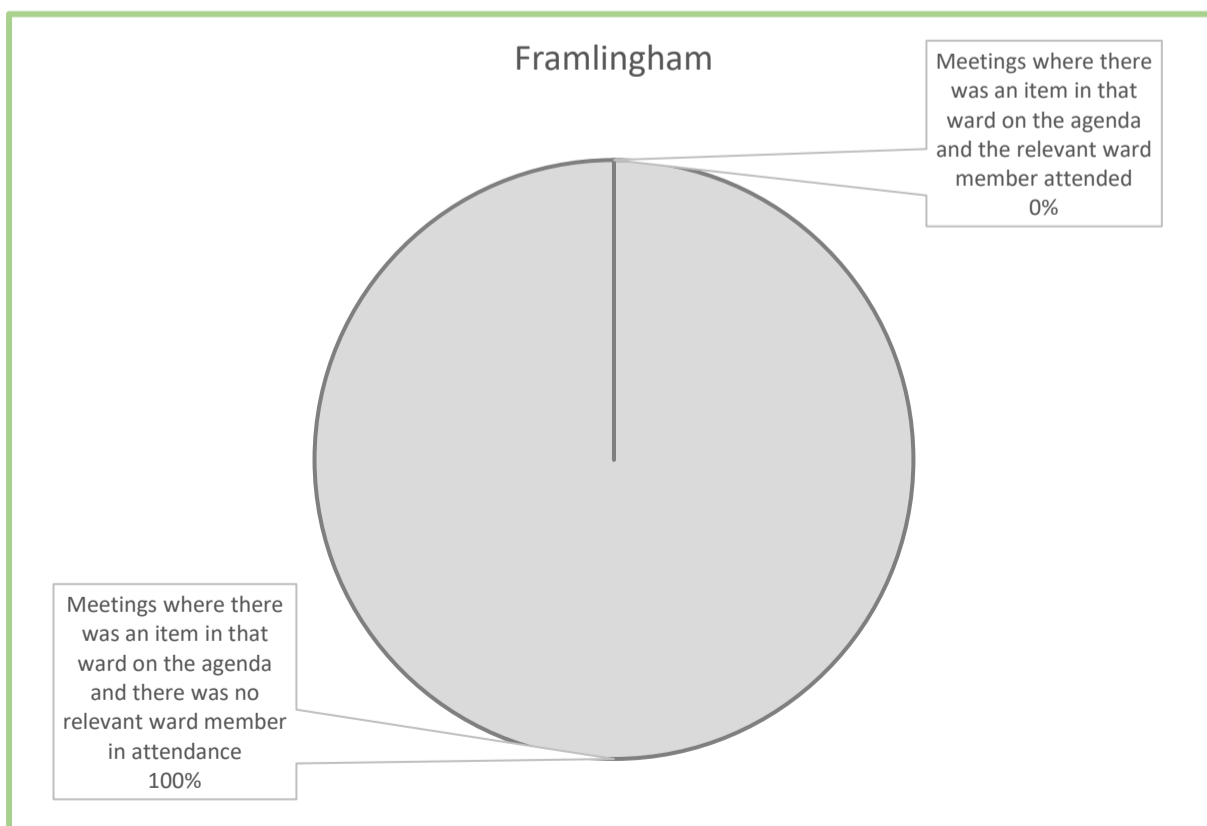 Framlingham
Meetings where there
was an item in that
ward on the agenda
and the relevant ward
member attended
0%
Meetings where there
was an item in that
ward on the agenda
and there was no
relevant ward member
in attendance
100%